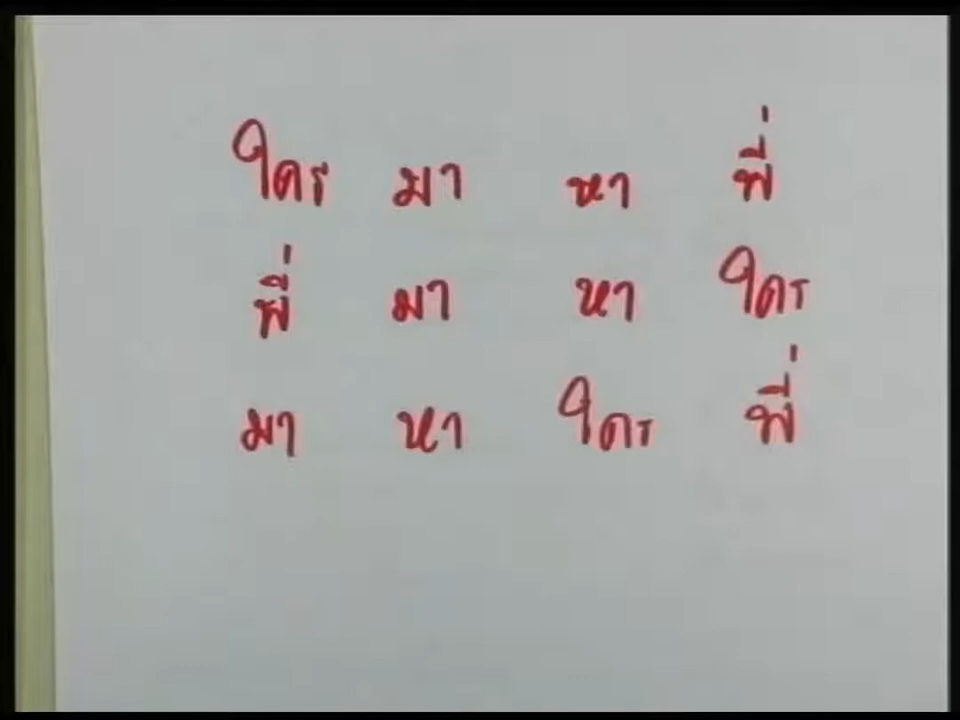 ใคร มา หา พี่
พี่ มา หา ใคร
มา หา ใคร พี่